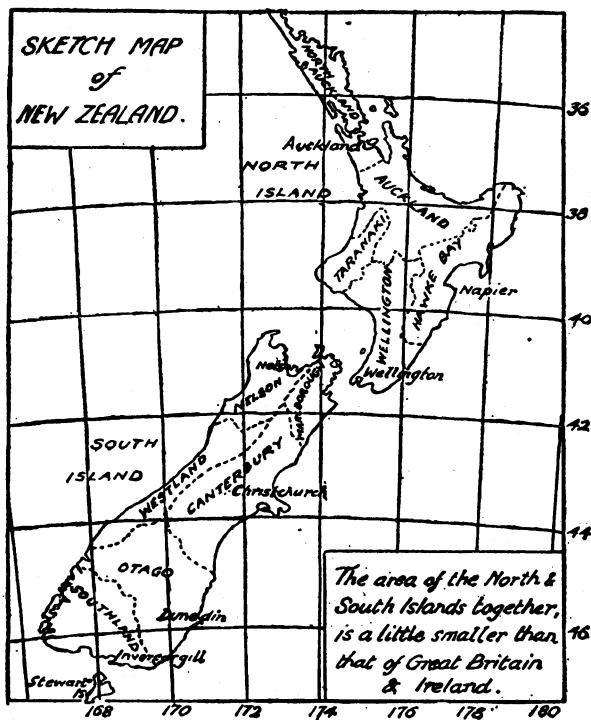 SKETCH MAP
of
NEW ZEALAND.
NORTH
AUCKLAND
Auckland
NORTH
ISLAND
AUCKLAND
TARANAKI
WELLINGTON
HAWKE BAY
Napier
Wellington
Nelson
NELSON
MARLBOROUGH
SOUTH
ISLAND
WESTLAND
CANTERBURY
Christchurch
OTAGO
SOUTHLAND
Dunedin
Invercargill
Stewart
Is.
36
38
40
42
44
46
168
170
172
174
176
178
180
The area of the North &
South Islands together,
is a little smaller than
that of Great Britain
& Ireland.